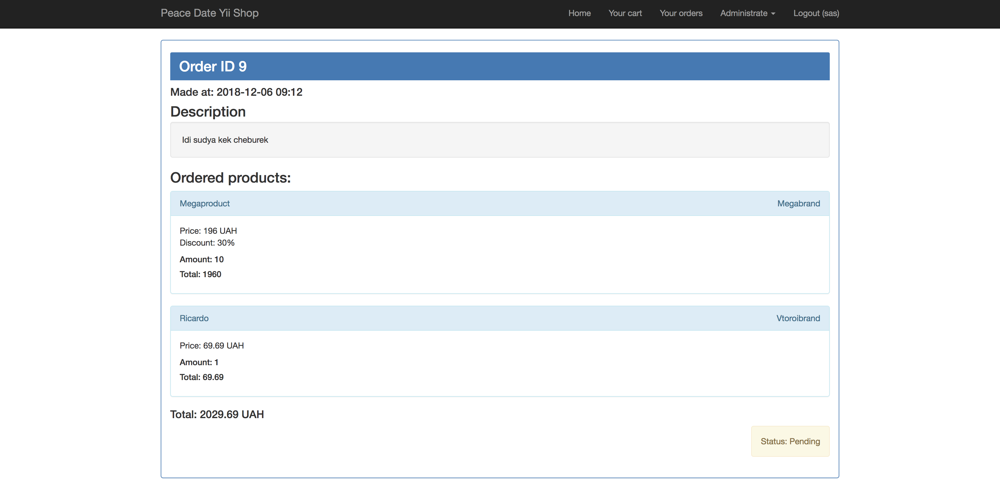 Peace Date Yii Shop Home Your cart Your orders Administrate Logout (sas)
Order ID 9
Made at: 2018-12-06 09:12
Description
Idi sudya kek cheburek
Ordered products:
Megaproduct Megabrand
Price: 196 UAH
Discount: 30%
Amount: 10
Total: 1960
Ricardo Vtoroibrand
Price: 69.69 UAH
Amount: 1
Total: 69.69
Total: 2029.69 UAH
Status: Pending